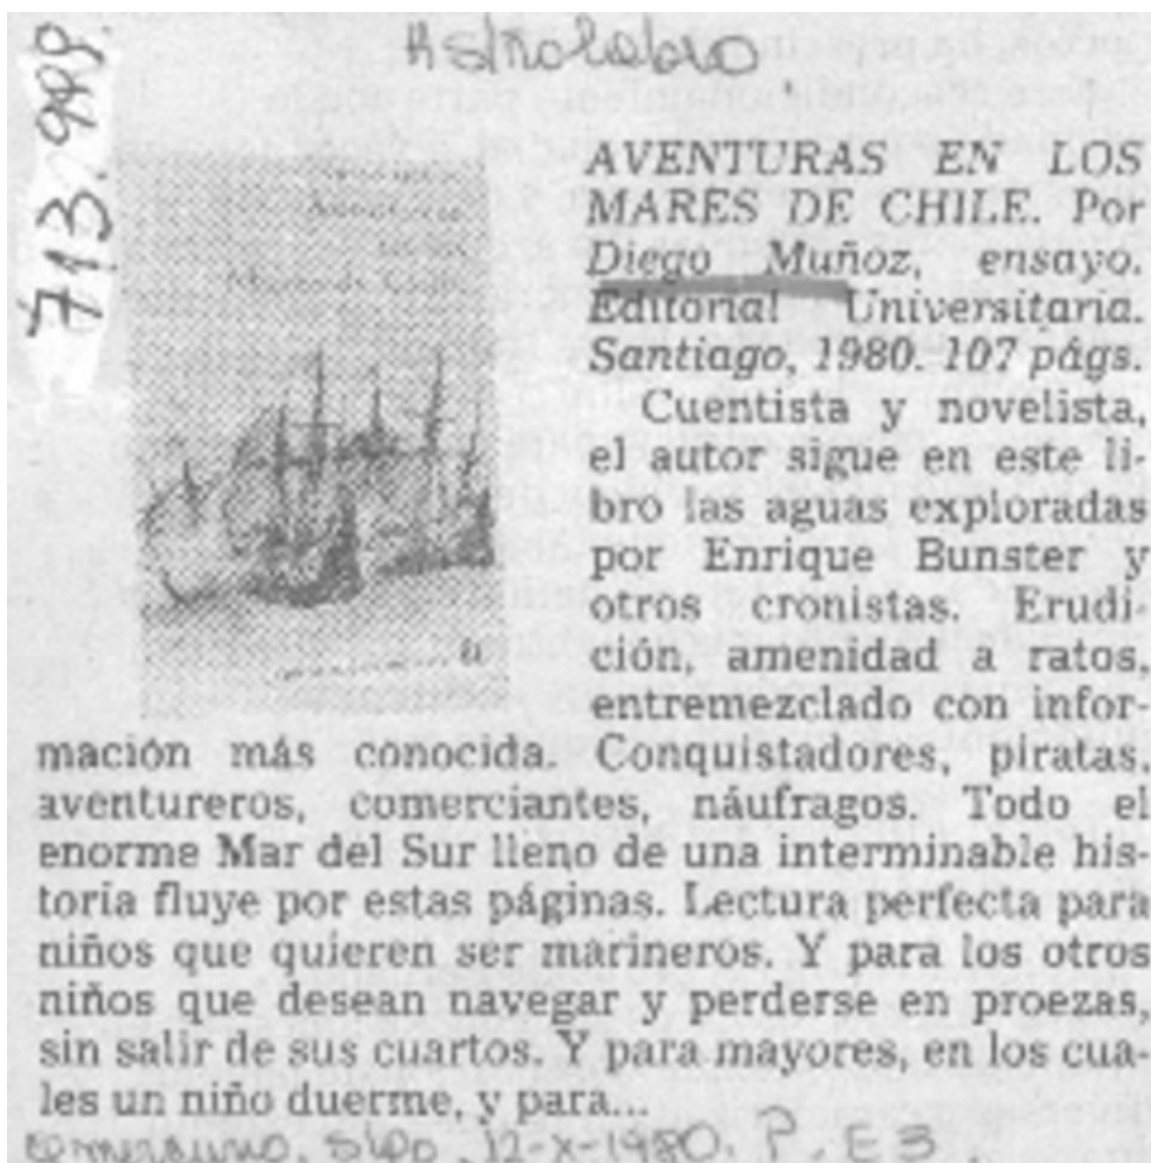 Astrolabio
713.999.
AVENTURAS EN LOS
MARES DE CHILE. Por
Diego Muñoz, ensayo.
Editorial Universitaria.
Santiago, 1980. 107 págs.
Cuentista y novelista,
el autor sigue en este li-
bro las aguas exploradas
por Enrique Bunster y
otros cronistas. Erudi-
ción, amenidad a ratos,
entremezclado con infor-
mación más conocida. Conquistadores, piratas,
aventureros, comerciantes, náufragos. Todo el
enorme Mar del Sur lleno de una interminable his-
toria fluye por estas páginas. Lectura perfecta para
niños que quieren ser marineros. Y para los otros
niños que desean navegar y perderse en proezas,
sin salir de sus cuartos. Y para mayores, en los cua-
les un niño duerme, y para...
Stgo 12-X-1980. P. E3.